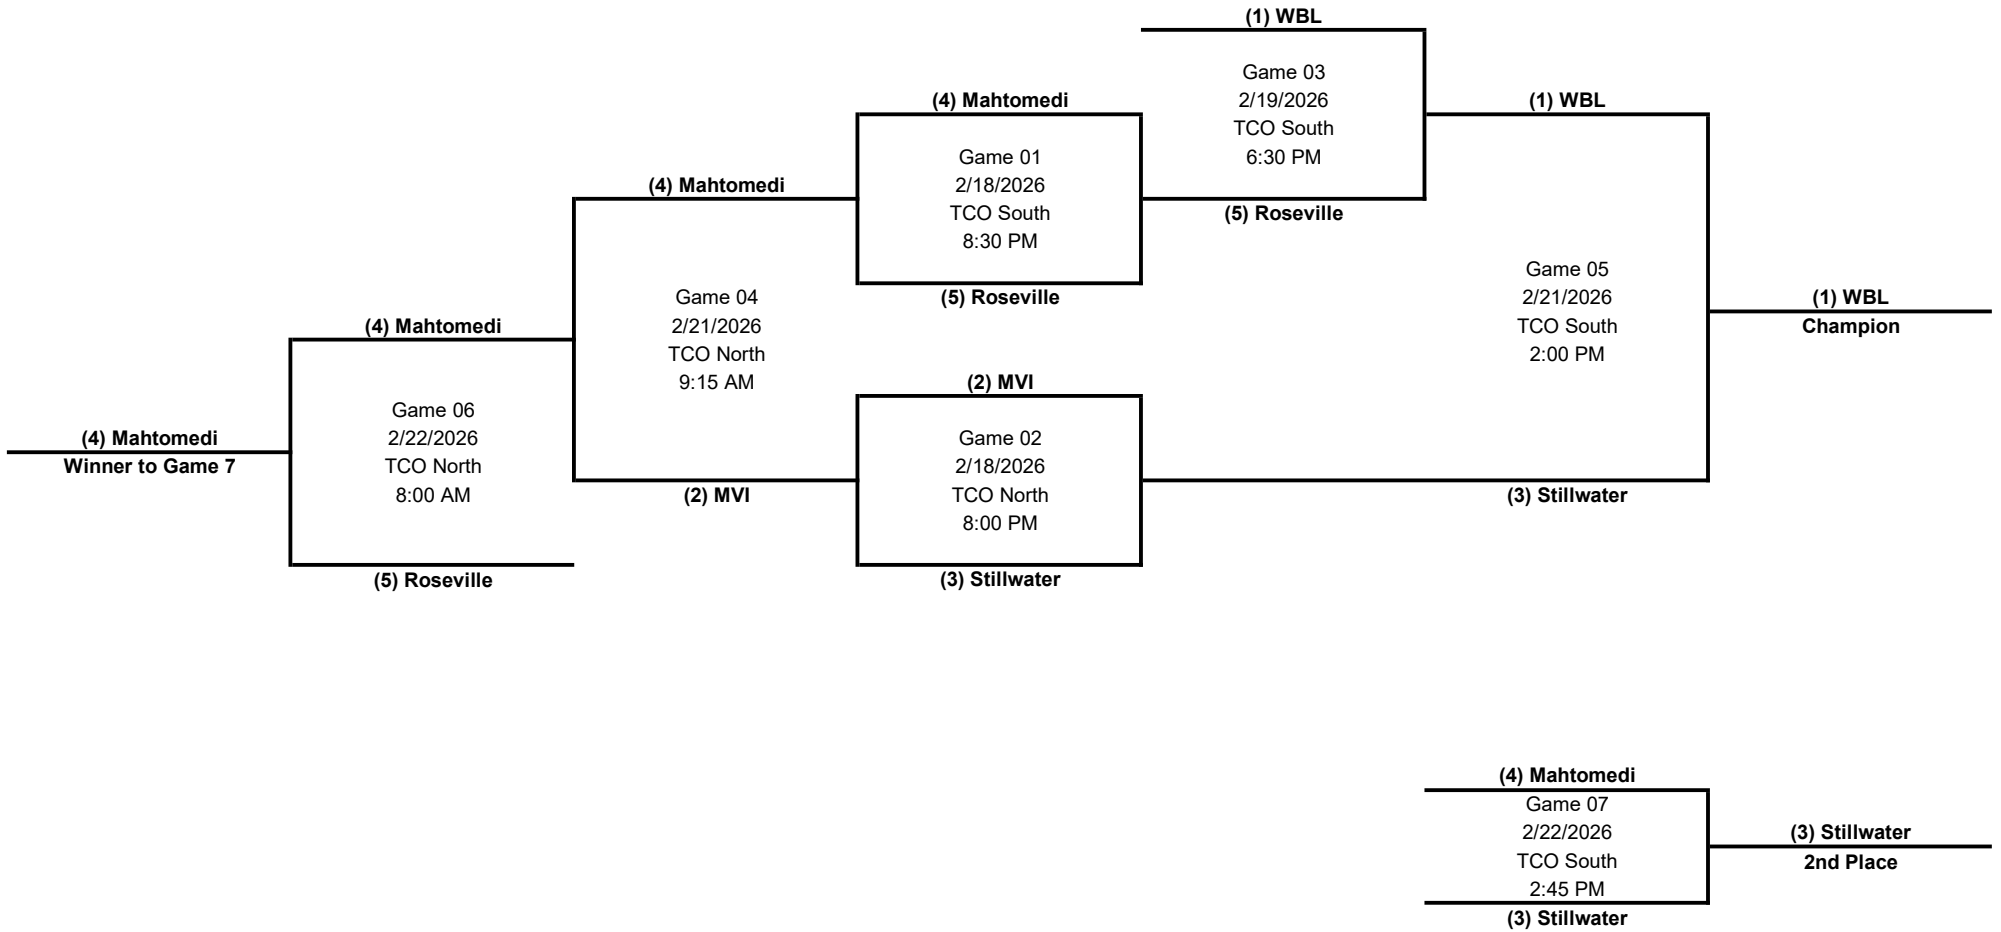 (1) WBL
Game 03
2/19/2026
TCO South
6:30 PM
(5) Roseville
(4) Mahtomedi
Game 01
2/18/2026
TCO South
8:30 PM
(5) Roseville
(1) WBL
(4) Mahtomedi
Game 04
2/21/2026
TCO North
9:15 AM
(2) MVI
(2) MVI
Game 02
2/18/2026
TCO North
8:00 PM
(3) Stillwater
Game 05
2/21/2026
TCO South
2:00 PM
(3) Stillwater
(1) WBL
Champion
(4) Mahtomedi
Game 06
2/22/2026
TCO North
8:00 AM
(5) Roseville
(4) Mahtomedi
Winner to Game 7
(4) Mahtomedi
Game 07
2/22/2026
TCO South
2:45 PM
(3) Stillwater
(3) Stillwater
2nd Place